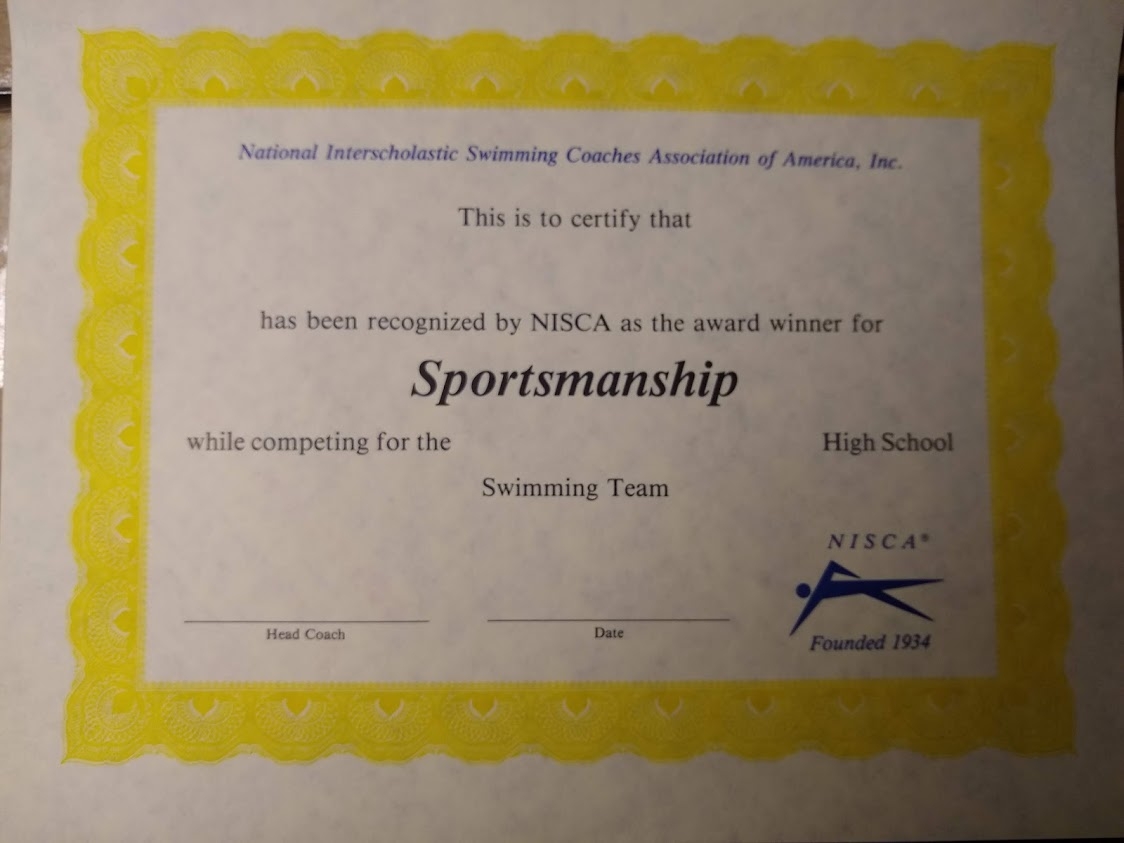 National Interscholastic Swimming Coaches Association of America, Inc.
This is to certify that
has been recognized by NISCA as the award winner for
Sportsmanship
while competing for the High School
Swimming Team
NISCA®
Head Coach Date
Founded 1934